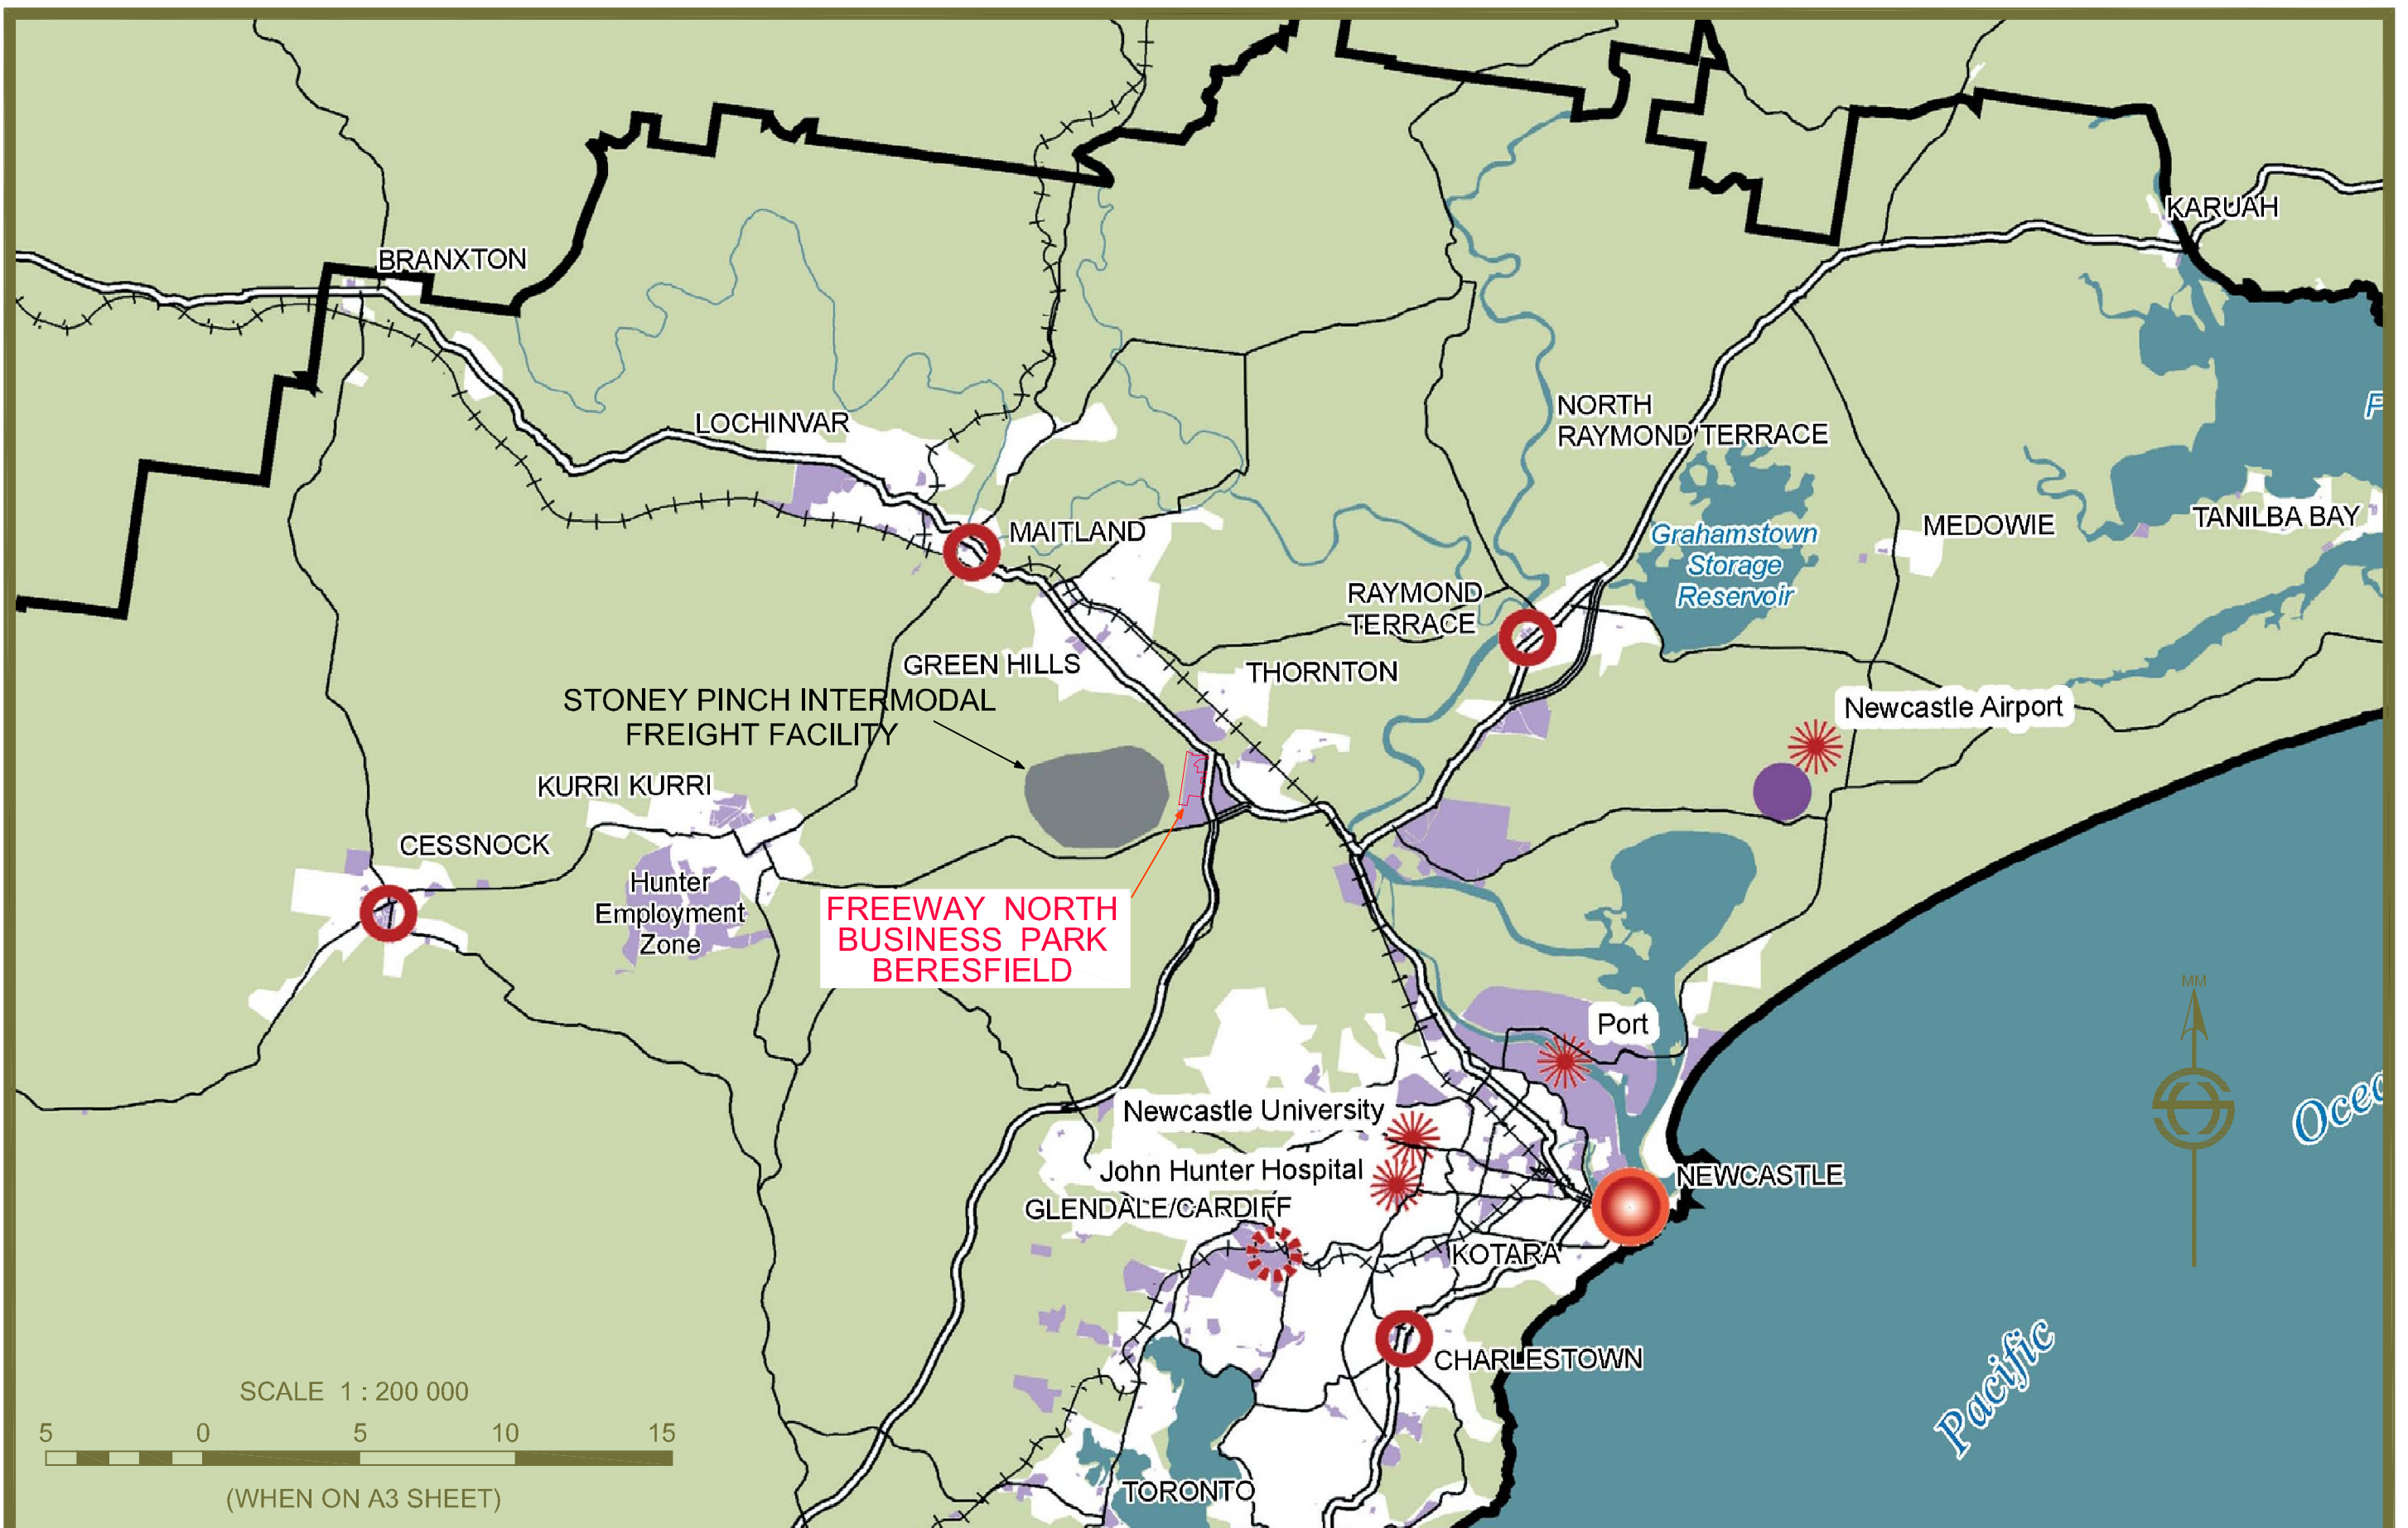 MM
KARUAH
BRANXTON
NORTH
RAYMOND TERRACE
LOCHINVAR
MAITLAND
Grahamstown
Storage
Reservoir
MEDOWIE
TANILBA BAY
RAYMOND
TERRACE
GREEN HILLS
THORNTON
STONEY PINCH INTERMODAL
FREIGHT FACILITY
Newcastle Airport
KURRI KURRI
CESSNOCK
Hunter
Employment
Zone
FREEWAY NORTH
BUSINESS PARK
BERESFIELD
Port
Newcastle University
John Hunter Hospital
NEWCASTLE
GLENDALE/CARDIFF
KOTARA
CHARLESTOWN
Pacific
TORONTO
SCALE 1 : 200 000
5 0 5 10 15
(WHEN ON A3 SHEET)